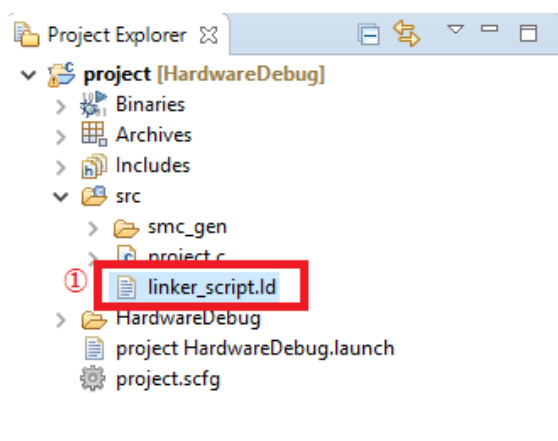 Project Explorer
project [HardwareDebug]
Binaries
Archives
Includes
src
smc_gen
project.c
① linker_script.ld
HardwareDebug
project HardwareDebug.launch
project.scfg